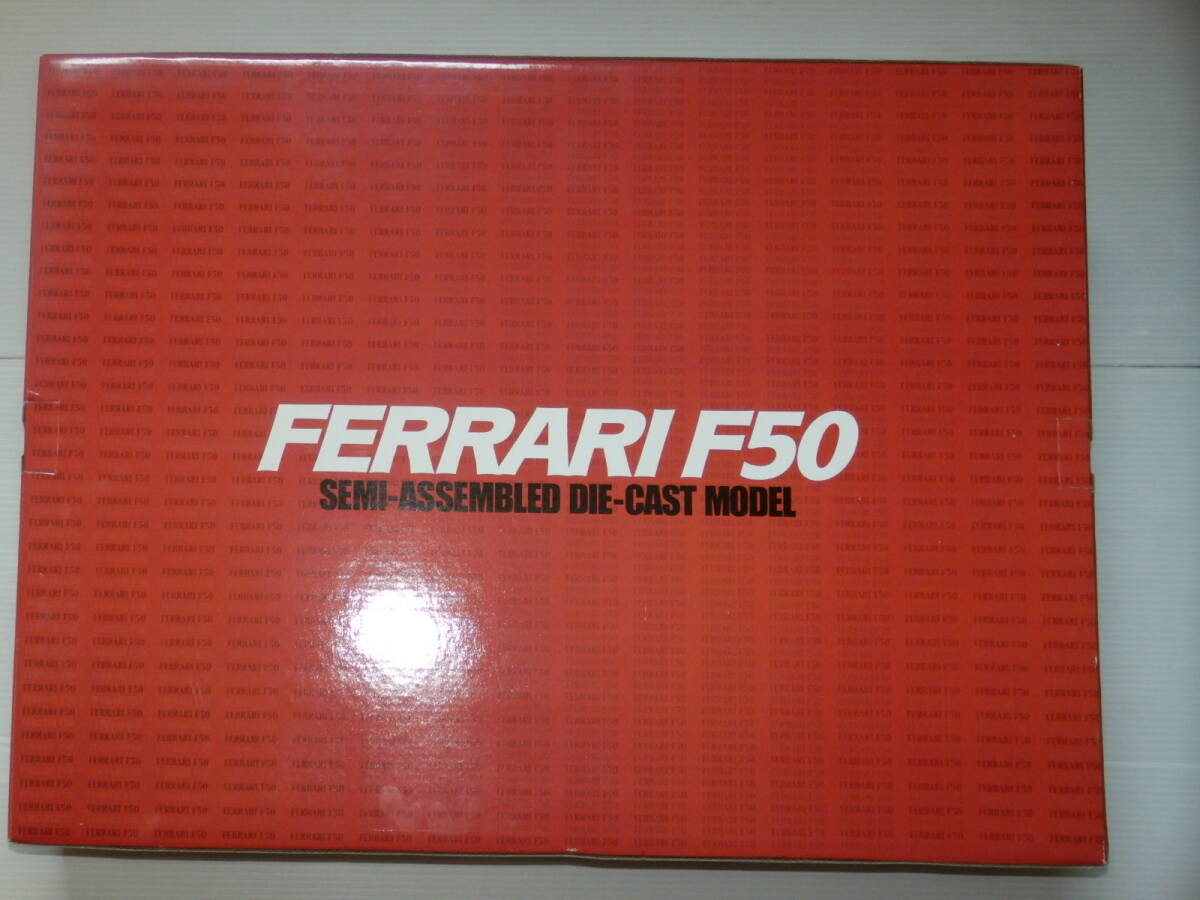 FERRARI F50
SEMI-ASSEMBLED DIE-CAST MODEL